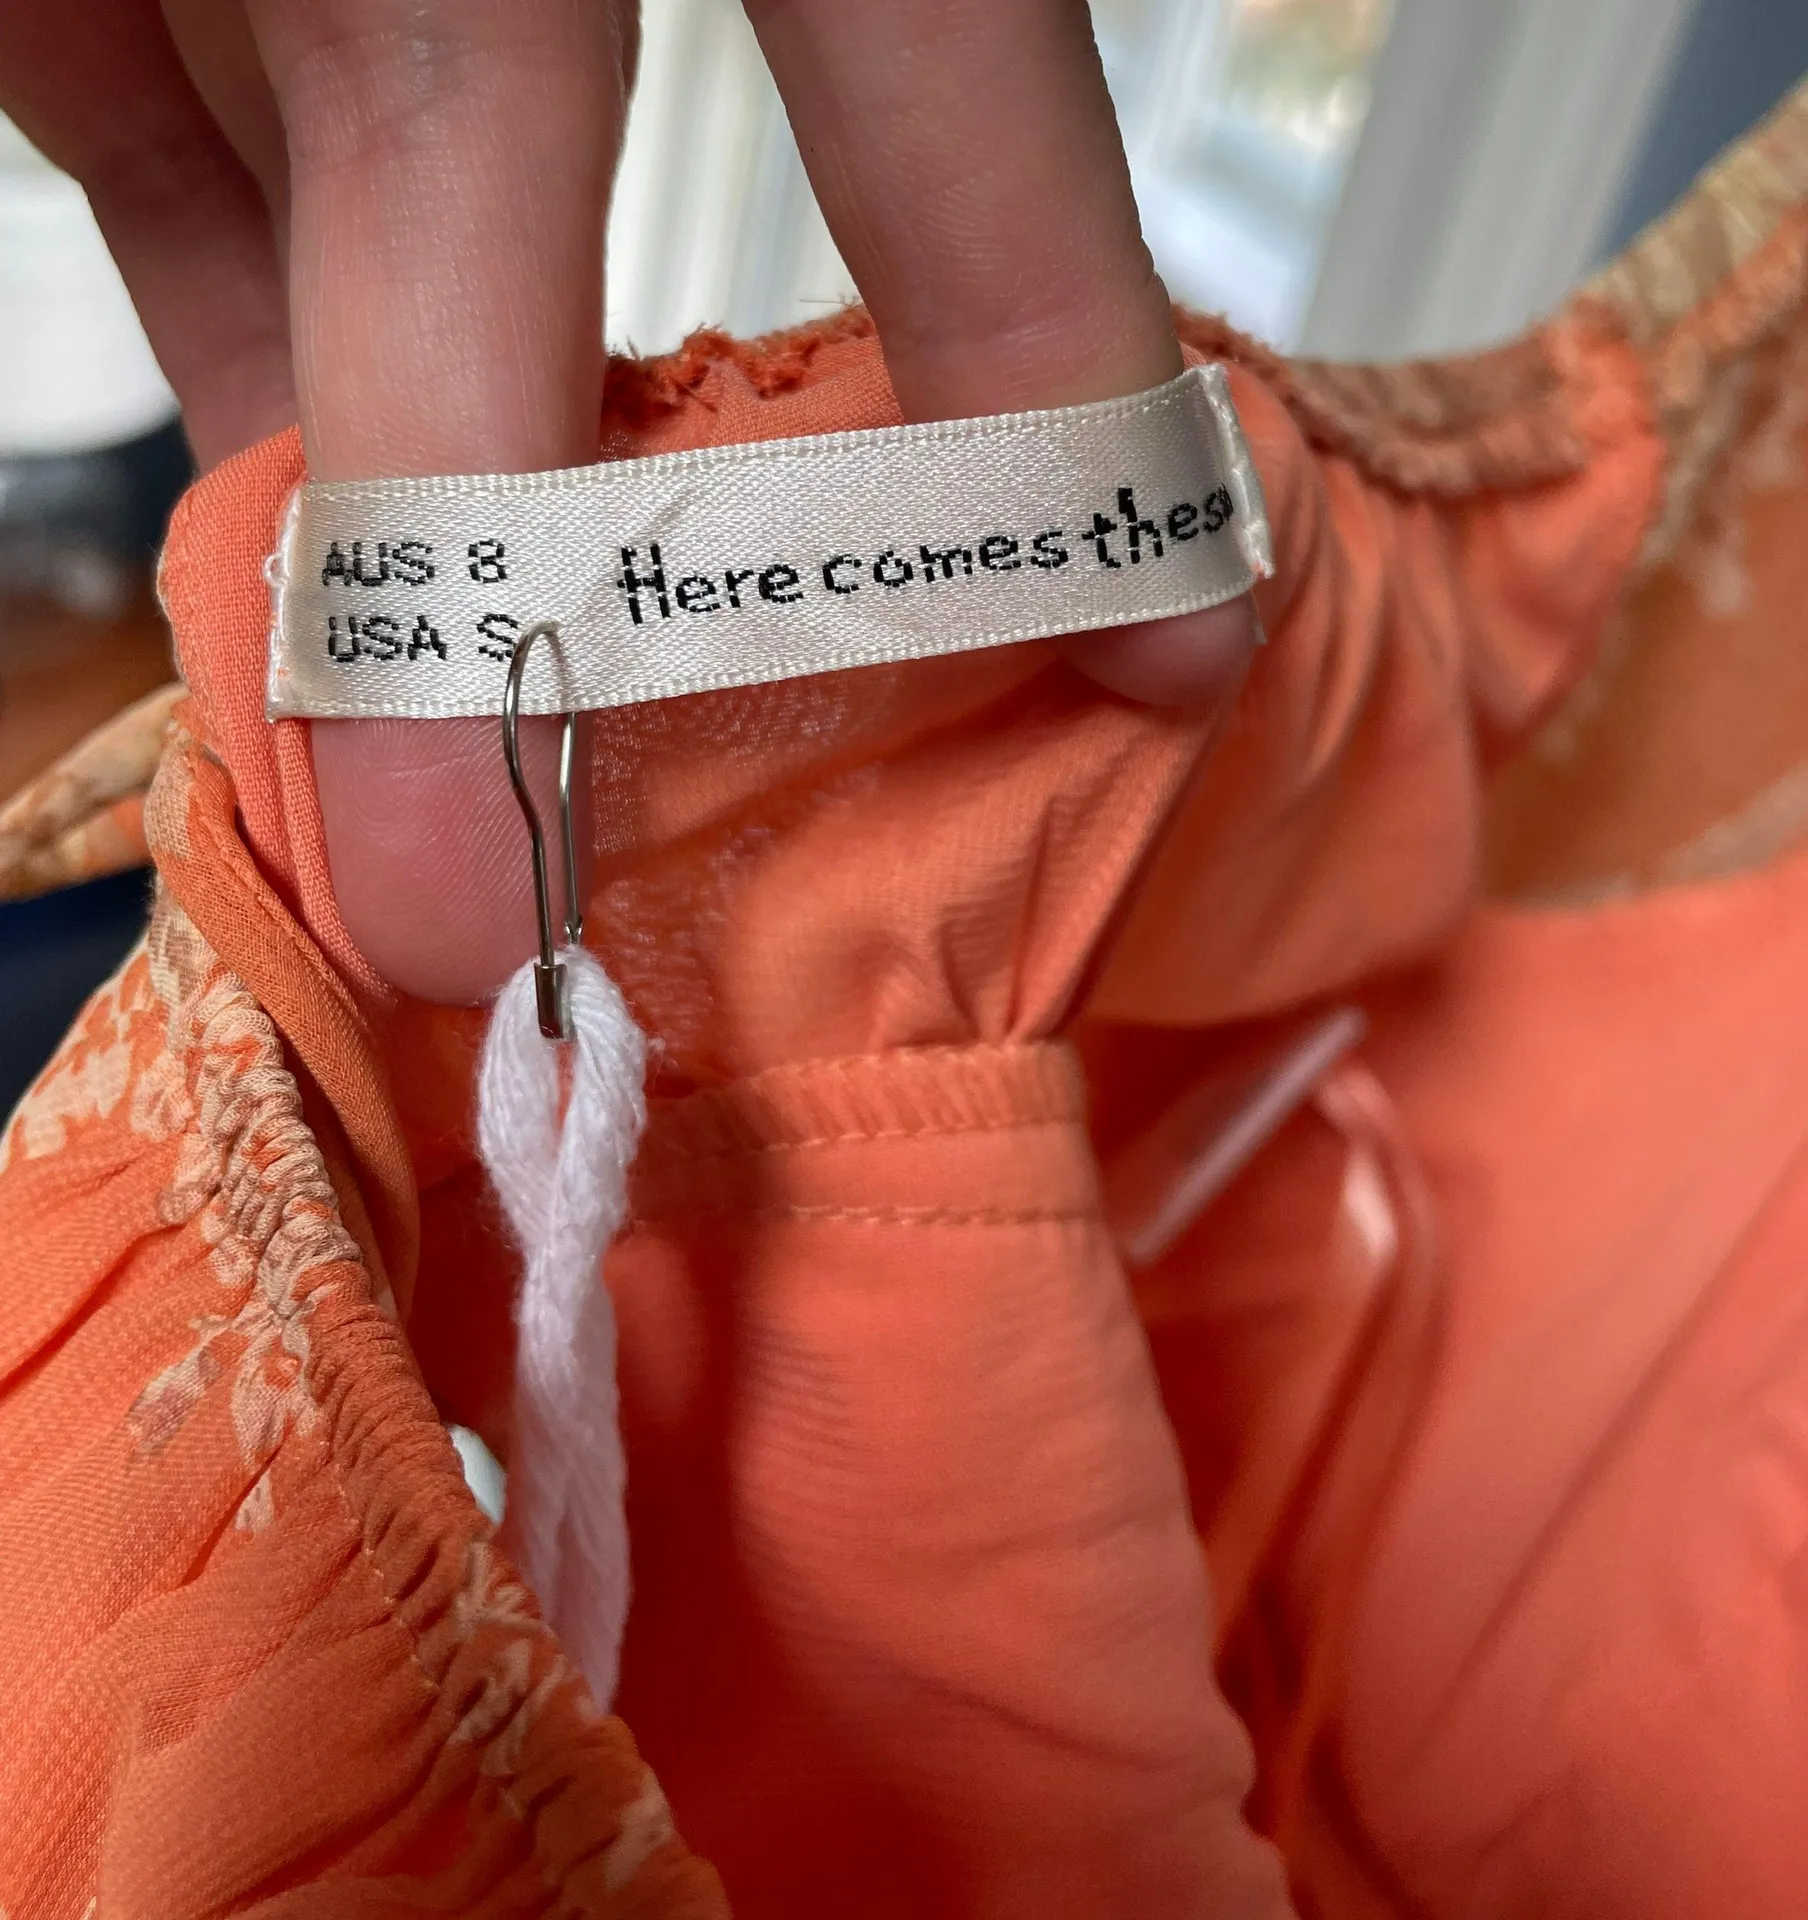 AUS 8
USA S
Here comes thes